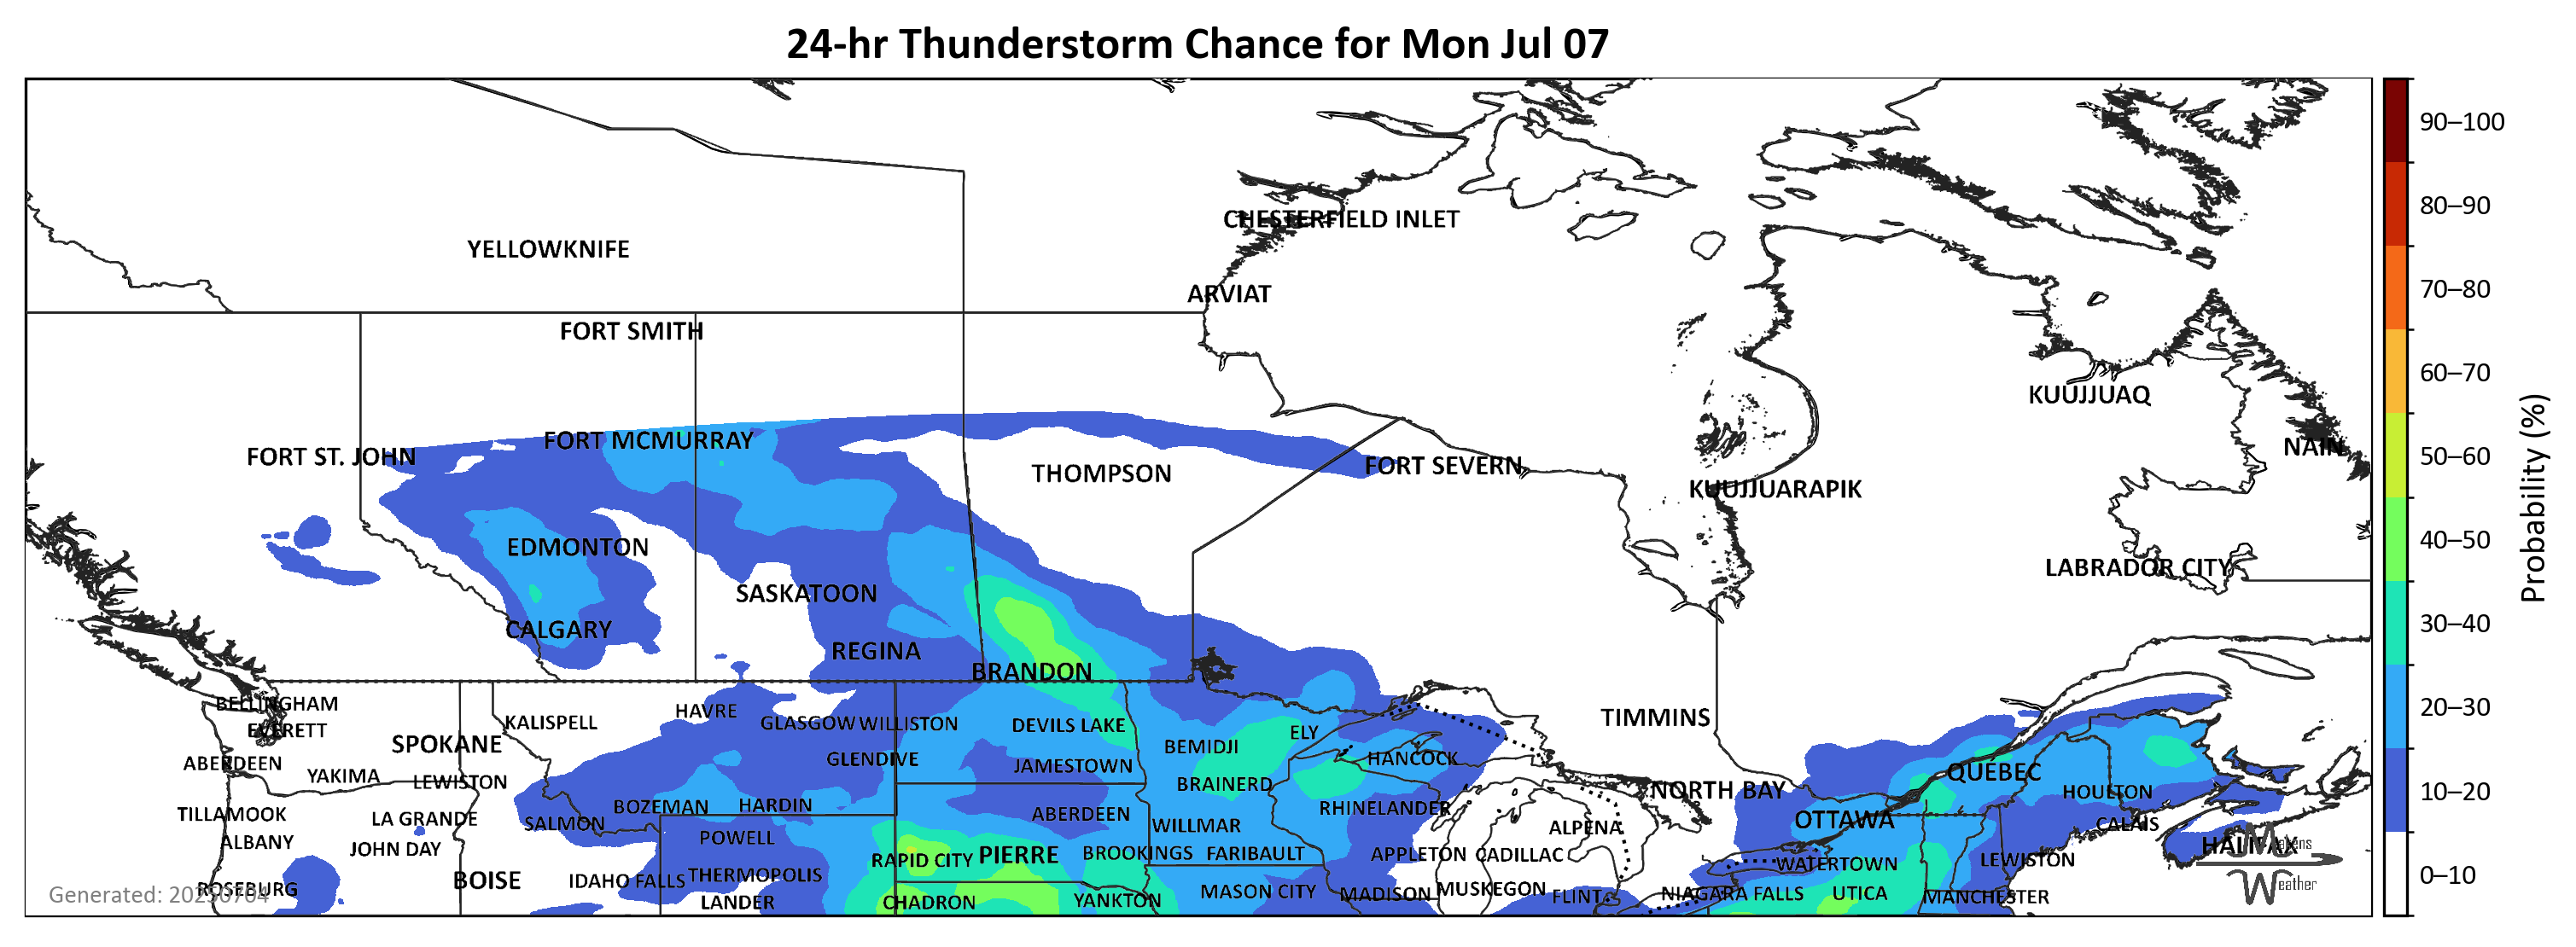 24-hr Thunderstorm Chance for Mon Jul 07
90–100
80–90
CHESTERFIELD INLET
YELLOWKNIFE
70–80
ARVIAT
FORT SMITH
60–70
KUUJJUAQ
50–60
FORT MCMURRAY
NAIN
FORT ST. JOHN
FORT SEVERN
THOMPSON
KUUJJUARAPIK
Probability (%)
40–50
EDMONTON
LABRADOR CITY
SASKATOON
30–40
CALGARY
REGINA
BRANDON
20–30
BELLINGHAM
HAVRE
TIMMINS
KALISPELL
GLASGOW WILLISTON
DEVILS LAKE
EVERETT
ELY
SPOKANE
BEMIDJI
GLENDIVE
HANCOCK
ABERDEEN
JAMESTOWN
QUÉBEC
YAKIMA
LEWISTON
BRAINERD
NORTH BAY
HOULTON
10–20
BOZEMAN
HARDIN
RHINELANDER
TILLAMOOK
ABERDEEN
LA GRANDE
OTTAWA
SALMON
WILLMAR
CALAIS
ALPENA
POWELL
ALBANY
HALIFAX
Makens
JOHN DAY
BROOKINGS
FARIBAULT
APPLETON
CADILLAC
PIERRE
RAPID CITY
LEWISTON
WATERTOWN
THERMOPOLIS
0–10
BOISE
IDAHO FALLS
Weather
ROSEBURG
MUSKEGON
MASON CITY
MADISON
NIAGARA FALLS
UTICA
Generated: 20250704
FLINT
MANCHESTER
YANKTON
LANDER
CHADRON